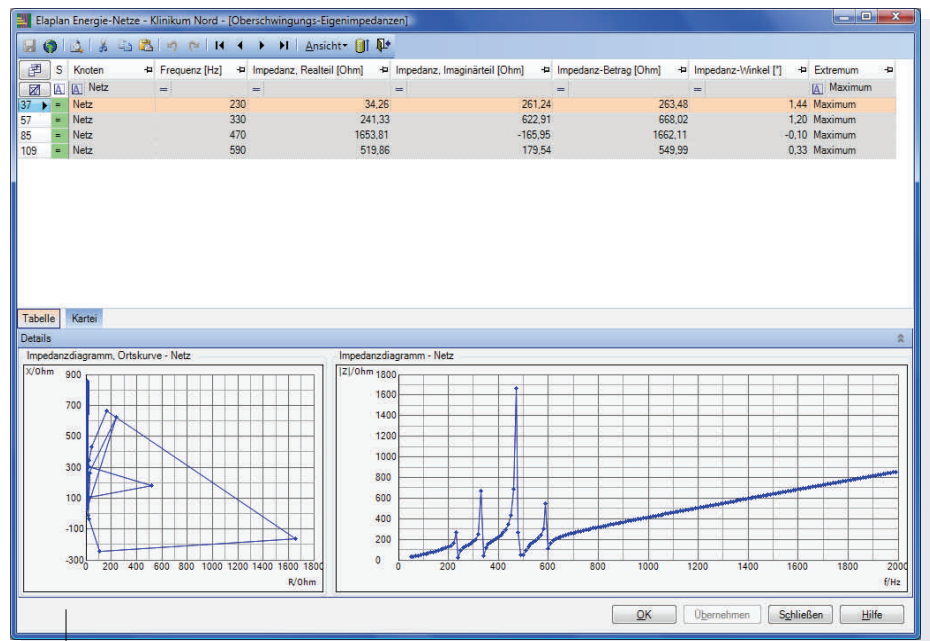 Elaplan Energie-Netze - Klinikum Nord - [Oberschwingungs-Eigenimpedanzen]
Ansicht
S Knoten Frequenz [Hz] Impedanz, Realteil [Ohm] Impedanz, Imaginärteil [Ohm] Impedanz-Betrag [Ohm] Impedanz-Winkel [°] Extremum
A A Netz = = = = = A Maximum
37 = Netz 230 34,26 261,24 263,48 1,44 Maximum
57 = Netz 330 241,33 622,91 668,02 1,20 Maximum
85 = Netz 470 1653,81 -165,95 1662,11 -0,10 Maximum
109 = Netz 590 519,86 179,54 549,99 0,33 Maximum
Tabelle Kartei
Details
Impedanzdiagramm, Ortskurve - Netz
X/Ohm
900
700
500
300
100
-100
-300
0 200 400 600 800 1000 1200 1400 1600 1800
R/Ohm
Impedanzdiagramm - Netz
|Z|/Ohm
1800
1600
1400
1200
1000
800
600
400
200
0
0 200 400 600 800 1000 1200 1400 1600 1800 2000
f/Hz
OK Übernehmen Schließen Hilfe